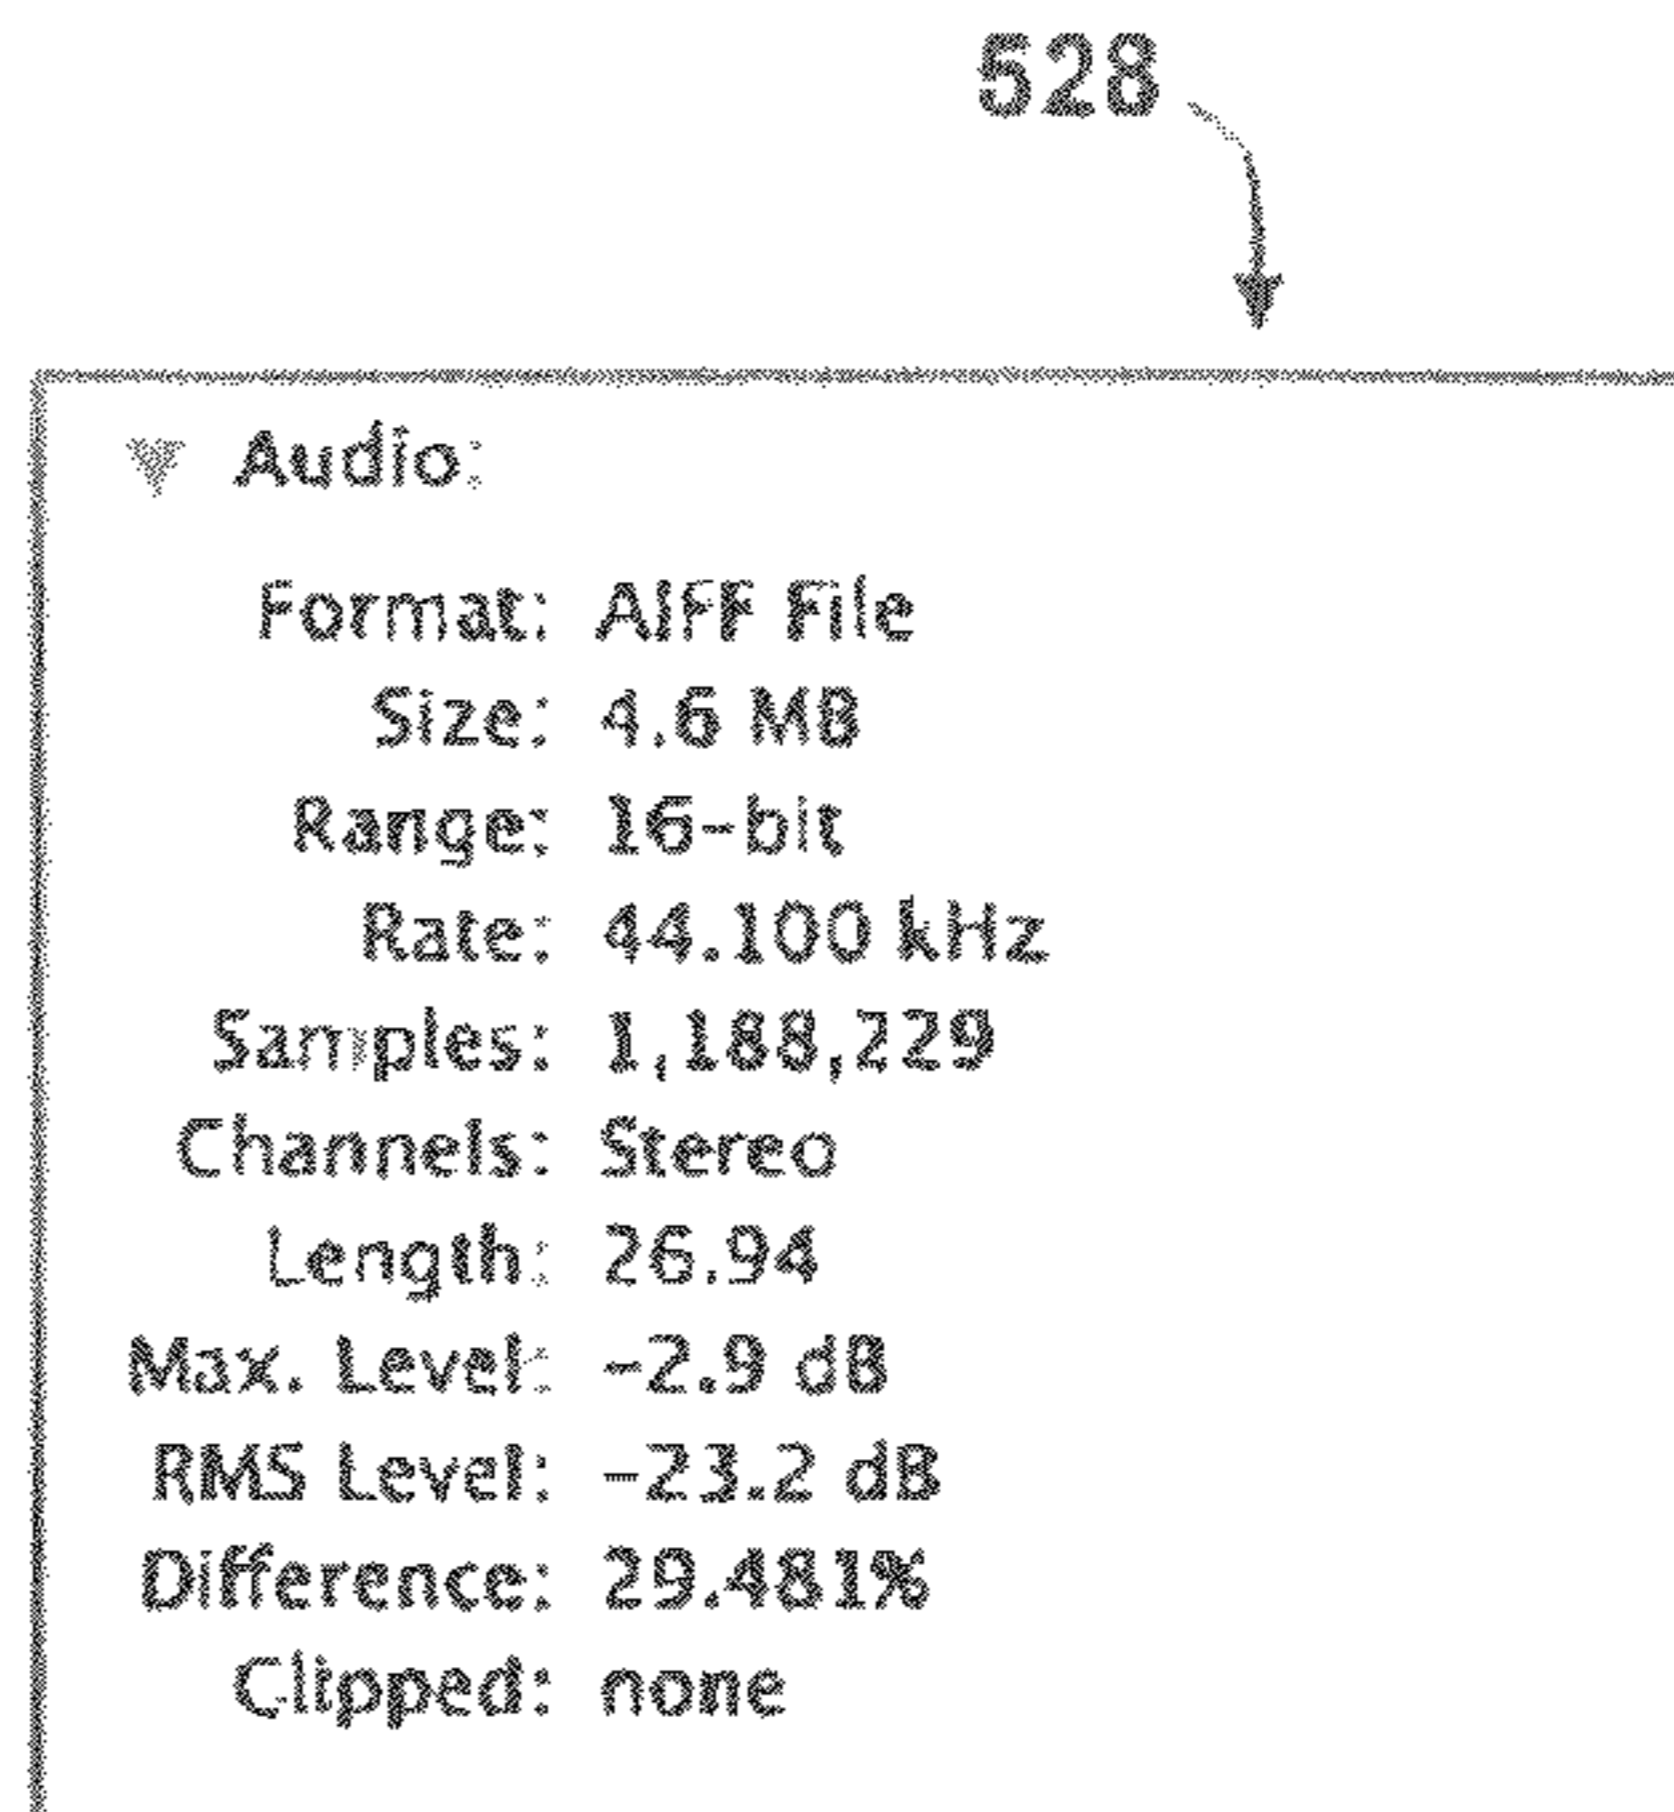 528
Audio:
Format: AIFF File
Size: 4.6 MB
Range: 16-bit
Rate: 44.100 kHz
Samples: 1,188,229
Channels: Stereo
Length: 26.94
Max. Level: -2.9 dB
RMS Level: -23.2 dB
Difference: 29.481%
Clipped: none